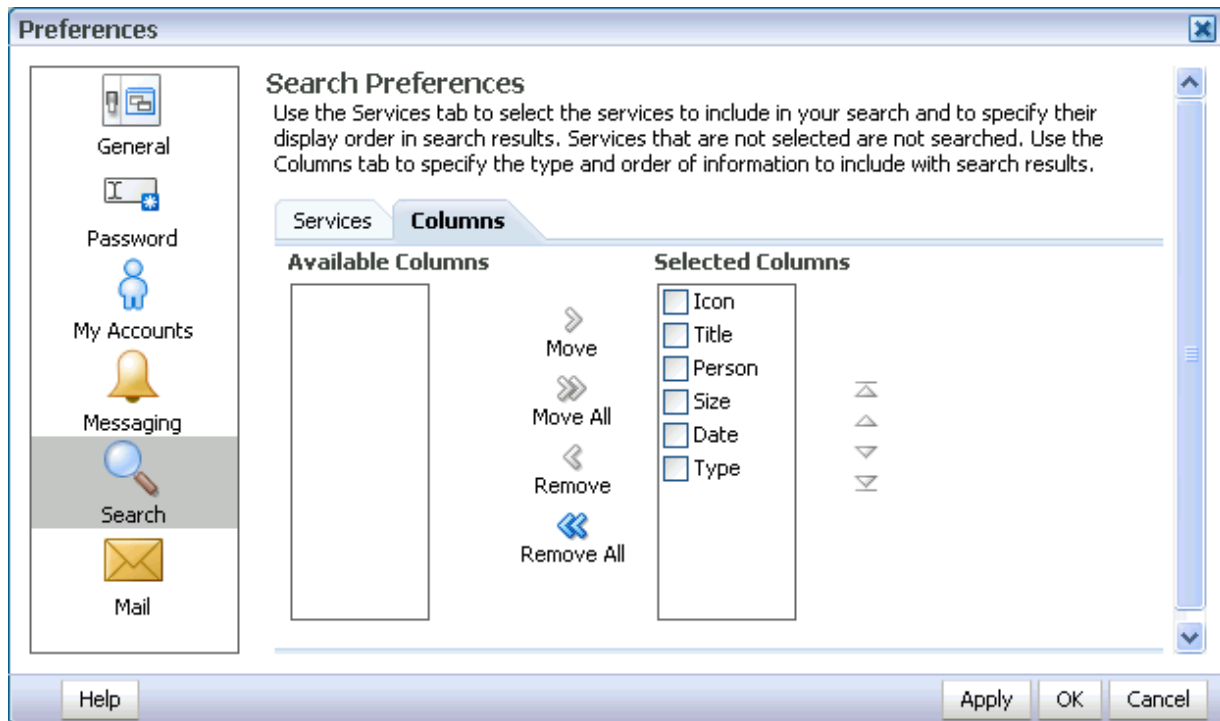 Preferences
General
Password
My Accounts
Messaging
Search
Mail
Search Preferences
Use the Services tab to select the services to include in your search and to specify their
display order in search results. Services that are not selected are not searched. Use the
Columns tab to specify the type and order of information to include with search results.
Services
Columns
Available Columns
Move
Move All
Remove
Remove All
Selected Columns
Icon
Title
Person
Size
Date
Type
Help
Apply
OK
Cancel